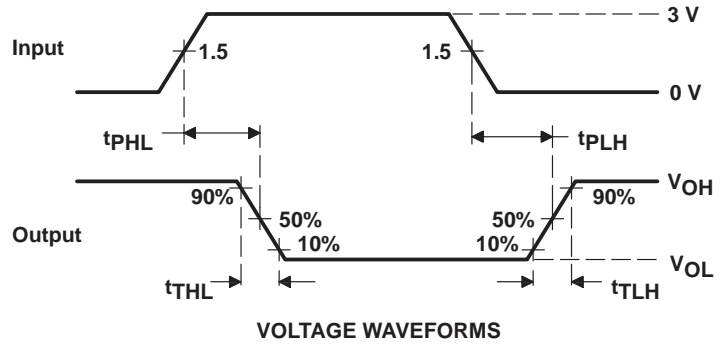 3 V
Input
1.5
1.5
0 V
tPHL
tPLH
VOH
90%
90%
50%
50%
Output
10%
10%
VOL
tTHL
tTLH
VOLTAGE WAVEFORMS